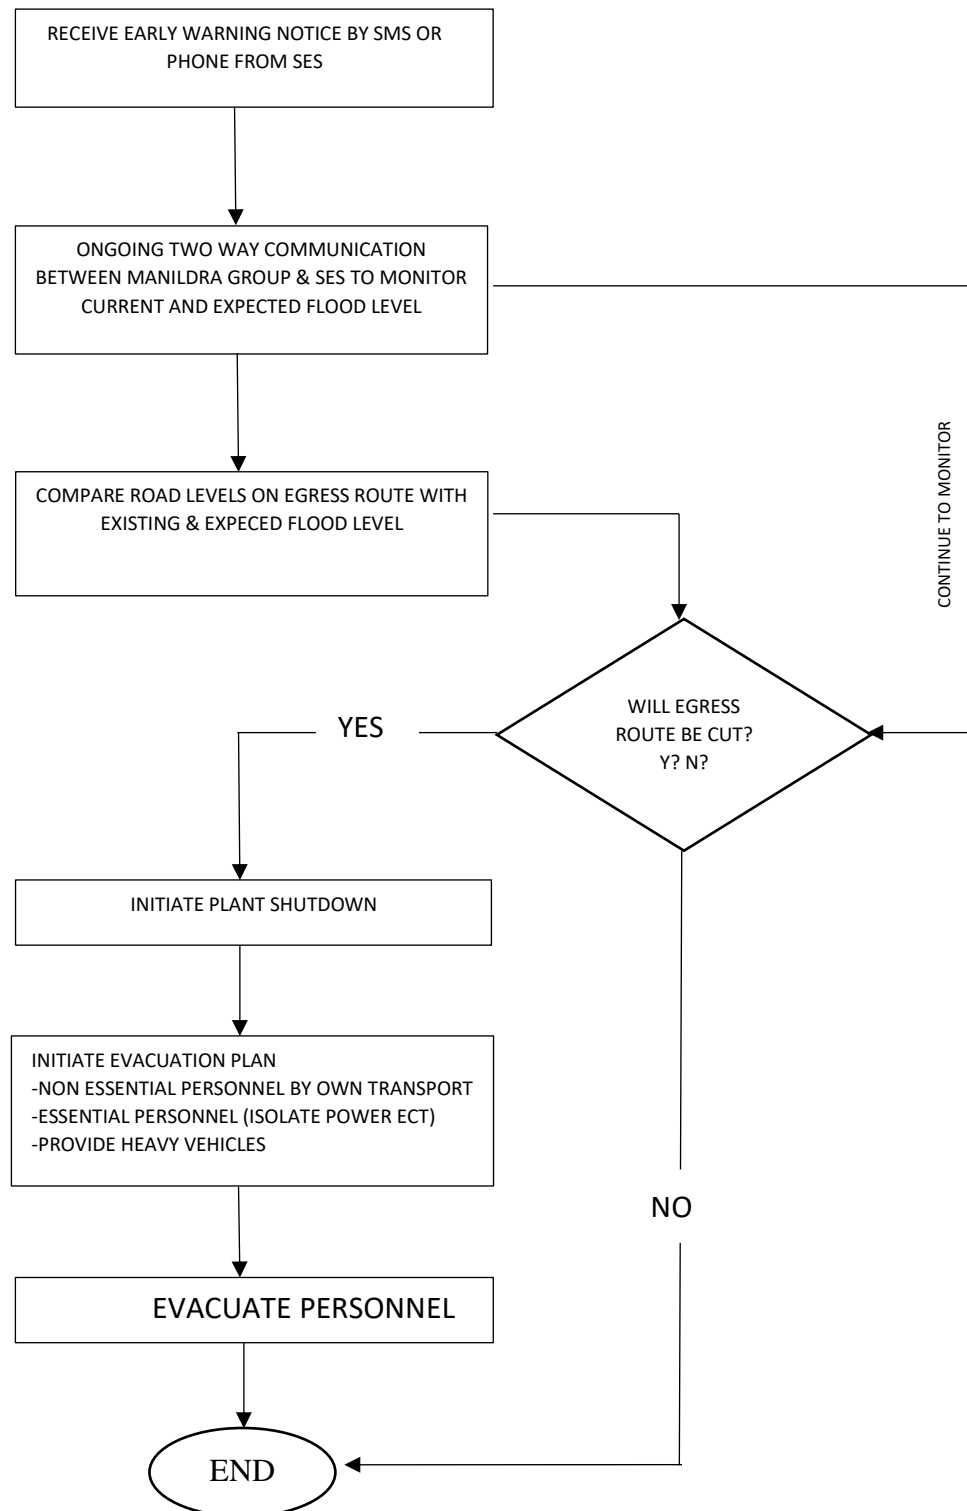 RECEIVE EARLY WARNING NOTICE BY SMS OR
PHONE FROM SES
ONGOING TWO WAY COMMUNICATION
BETWEEN MANILDRA GROUP & SES TO MONITOR
CURRENT AND EXPECTED FLOOD LEVEL
CONTINUE TO MONITOR
COMPARE ROAD LEVELS ON EGRESS ROUTE WITH
EXISTING & EXPECED FLOOD LEVEL
WILL EGRESS
ROUTE BE CUT?
Y? N?
YES
INITIATE PLANT SHUTDOWN
INITIATE EVACUATION PLAN
-NON ESSENTIAL PERSONNEL BY OWN TRANSPORT
-ESSENTIAL PERSONNEL (ISOLATE POWER ECT)
-PROVIDE HEAVY VEHICLES
NO
EVACUATE PERSONNEL
END